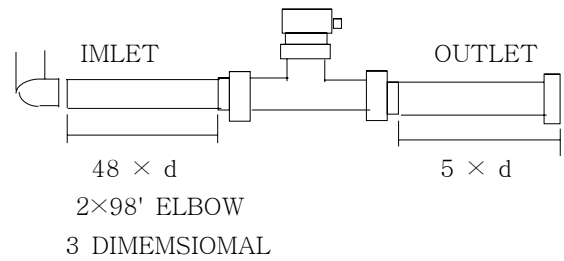 IMLET
OUTLET
48 × d
5 × d
2×98' ELBOW
3 DIMEMSIOMAL